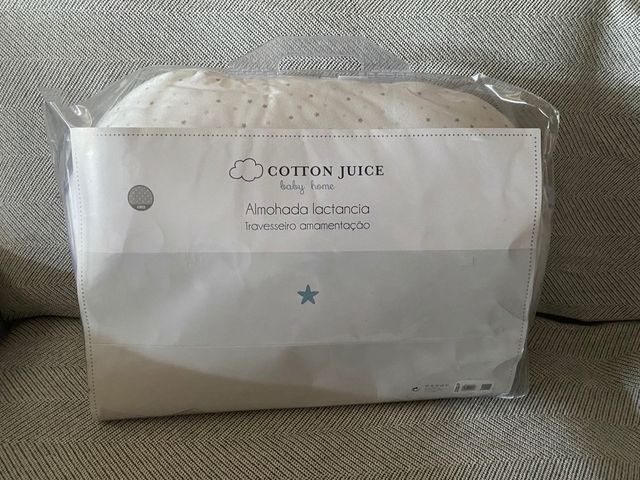 COTTON JUICE
baby home
Almohada lactancia
Travesseiro amamentação